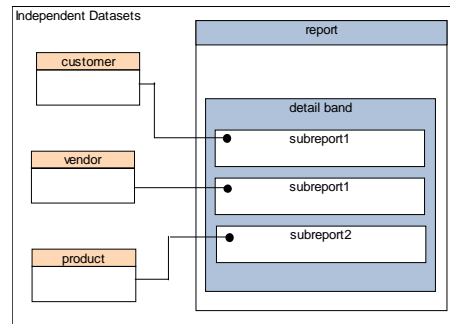 Independent Datasets
report
customer
detail band
subreport1
vendor
subreport1
subreport2
product